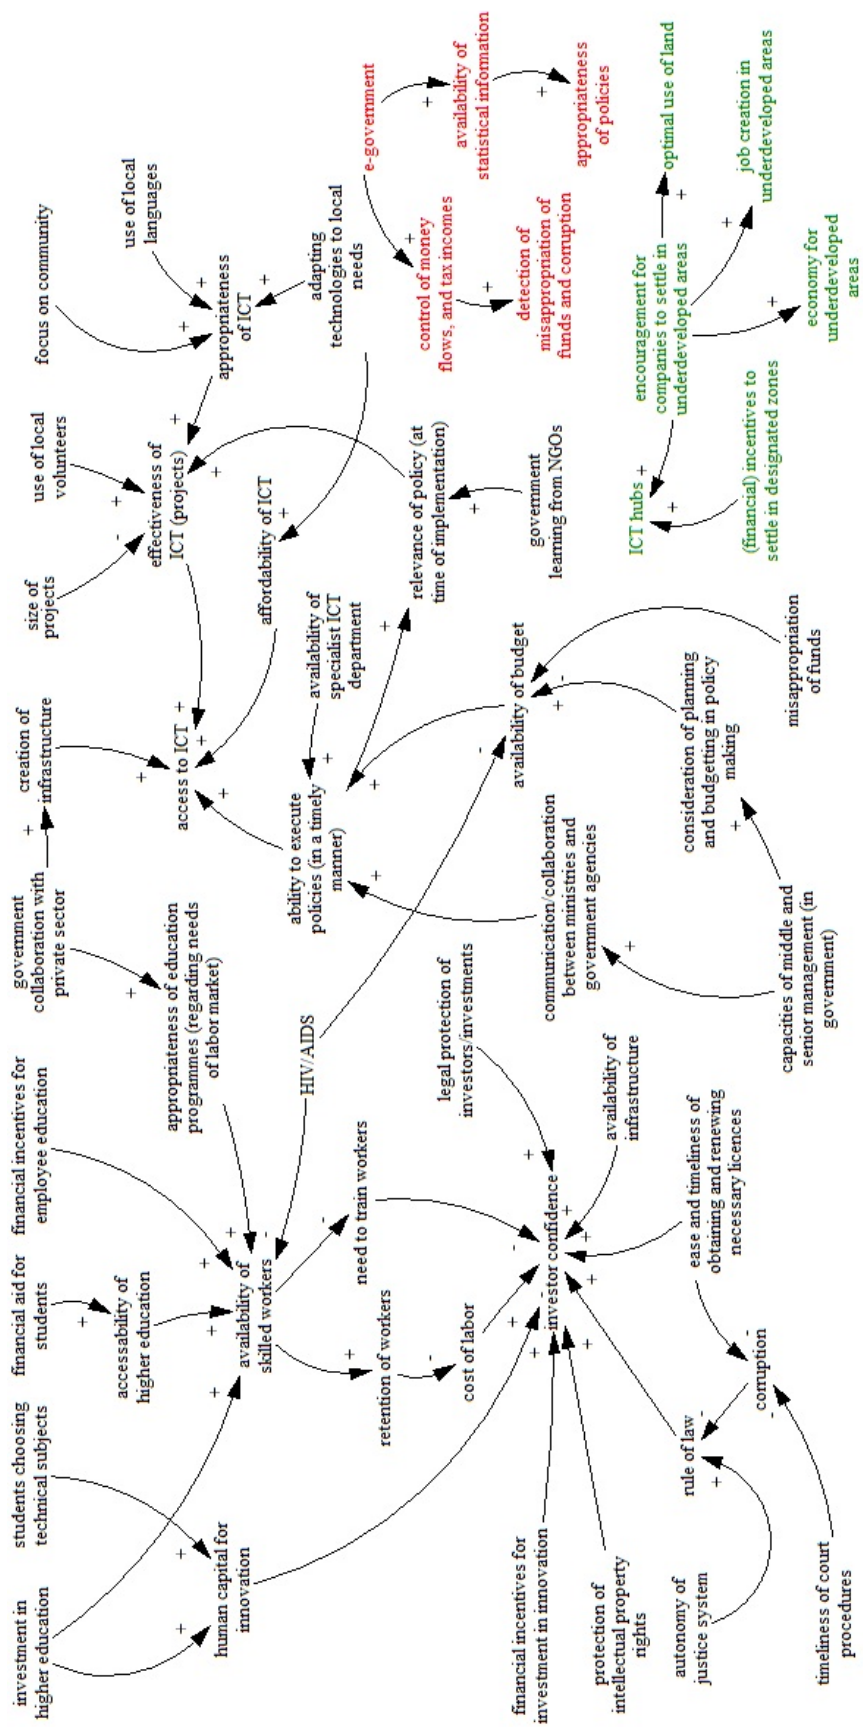 investment in
higher education
students choosing
technical subjects
financial aid for
students
financial incentives for
employee education
government
collaboration with
private sector
creation of
infrastructure
size of
projects
use of local
volunteers
focus on community
use of local
languages
human capital for
innovation
accessability of
higher education
appropriateness of education
programmes (regarding needs
of labor market)
access to ICT
effectiveness of
ICT (projects)
appropriateness
of ICT
availability of
skilled workers
HIV/AIDS
affordability of ICT
adapting
technologies to local
needs
need to train workers
ability to execute
policies (in a timely
manner)
availability of
specialist ICT
department
e-government
retention of workers
relevance of policy (at
time of implementation)
control of money
flows, and tax incomes
availability of
statistical information
cost of labor
legal protection of
investors/investments
availability of budget
government
learning from NGOs
detection of
misappropriation of
funds and corruption
appropriateness
of policies
financial incentives for
investment in innovation
investor confidence
communication/collaboration
between ministries and
government agencies
protection of
intellectual property
rights
availability of
infrastructure
ICT hubs
encouragement for
companies to settle in
underdeveloped areas
optimal use of land
autonomy of
justice system
rule of law
ease and timeliness of
obtaining and renewing
necessary licences
consideration of planning
and budgetting in policy
making
(financial) incentives to
settle in designated zones
job creation in
underdeveloped areas
timeliness of court
procedures
corruption
capacities of middle and
senior management (in
government)
misappropriation
of funds
economy for
underdeveloped
areas